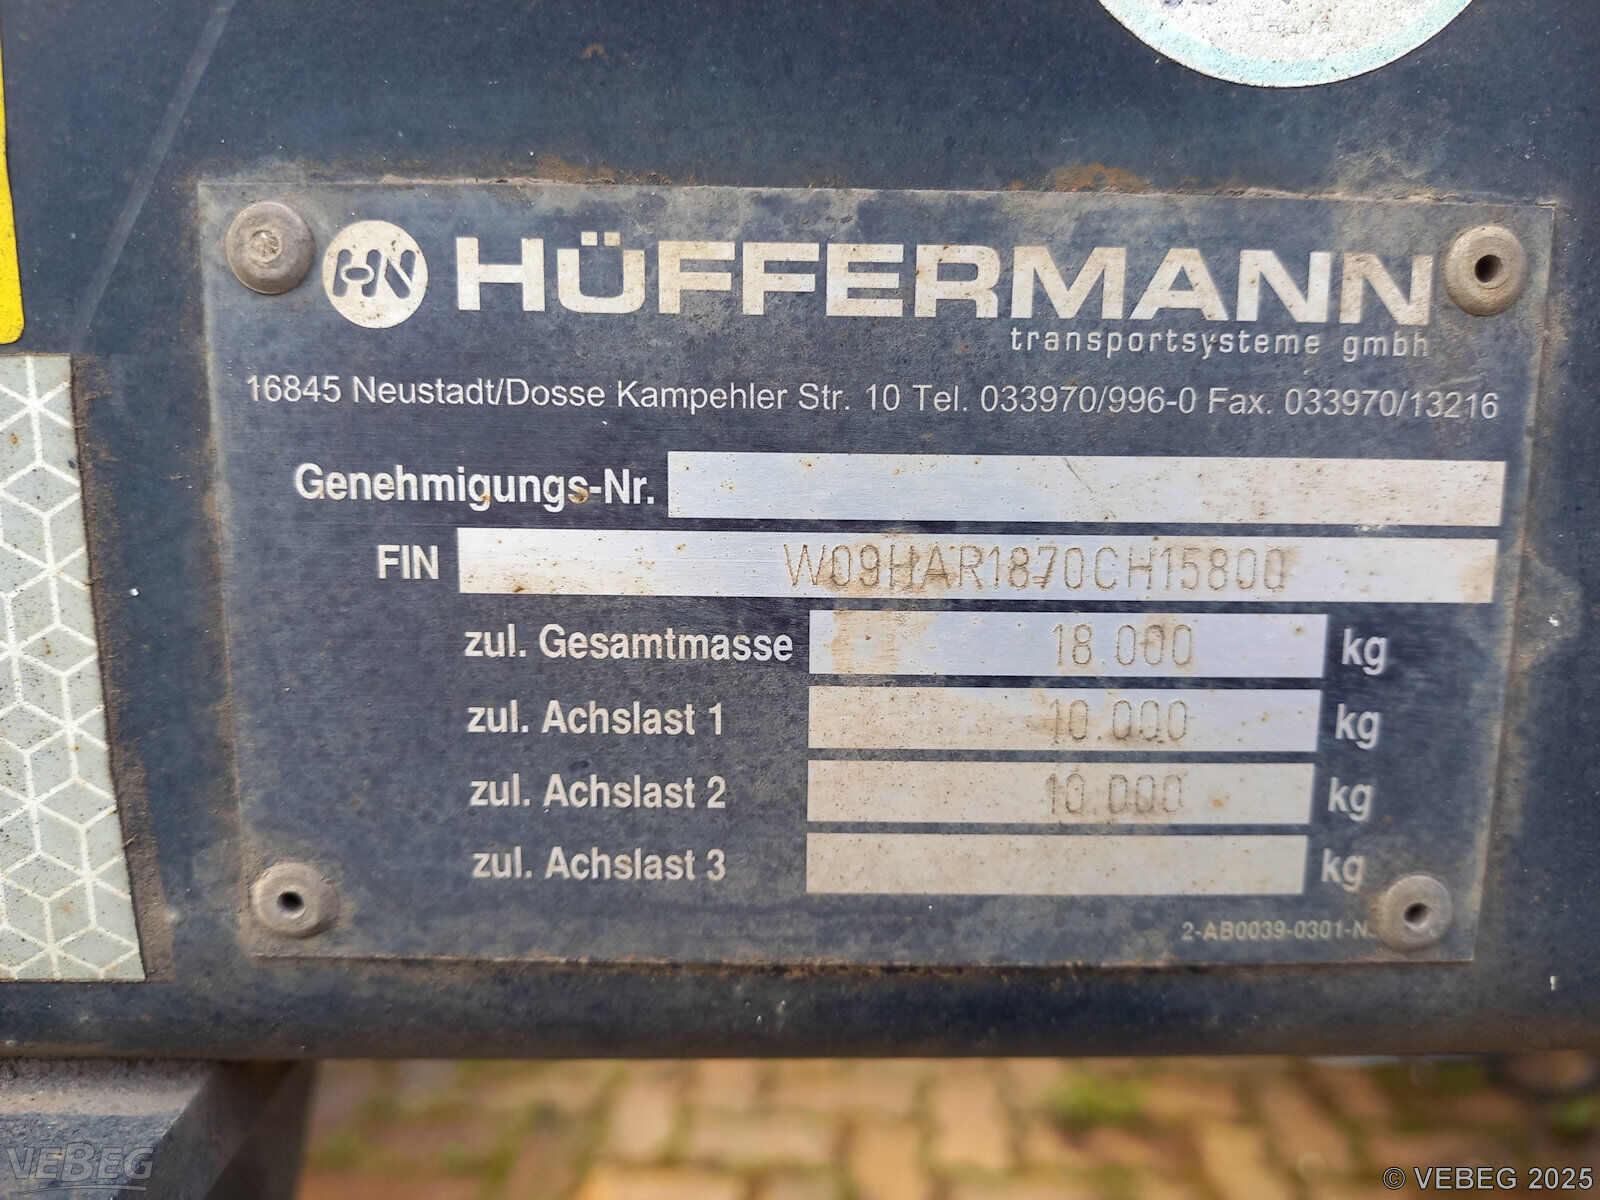 HÜFFERMANN
transportsysteme gmbh
16845 Neustadt/Dosse Kampehler Str. 10 Tel. 033970/996-0 Fax. 033970/13216
Genehmigungs-Nr.
FIN W09HAR1870CH15800
zul. Gesamtmasse 18.000 kg
zul. Achslast 1 10.000 kg
zul. Achslast 2 10.000 kg
zul. Achslast 3 kg
2-AB0039-0301-N
VEBEG
© VEBEG 2025